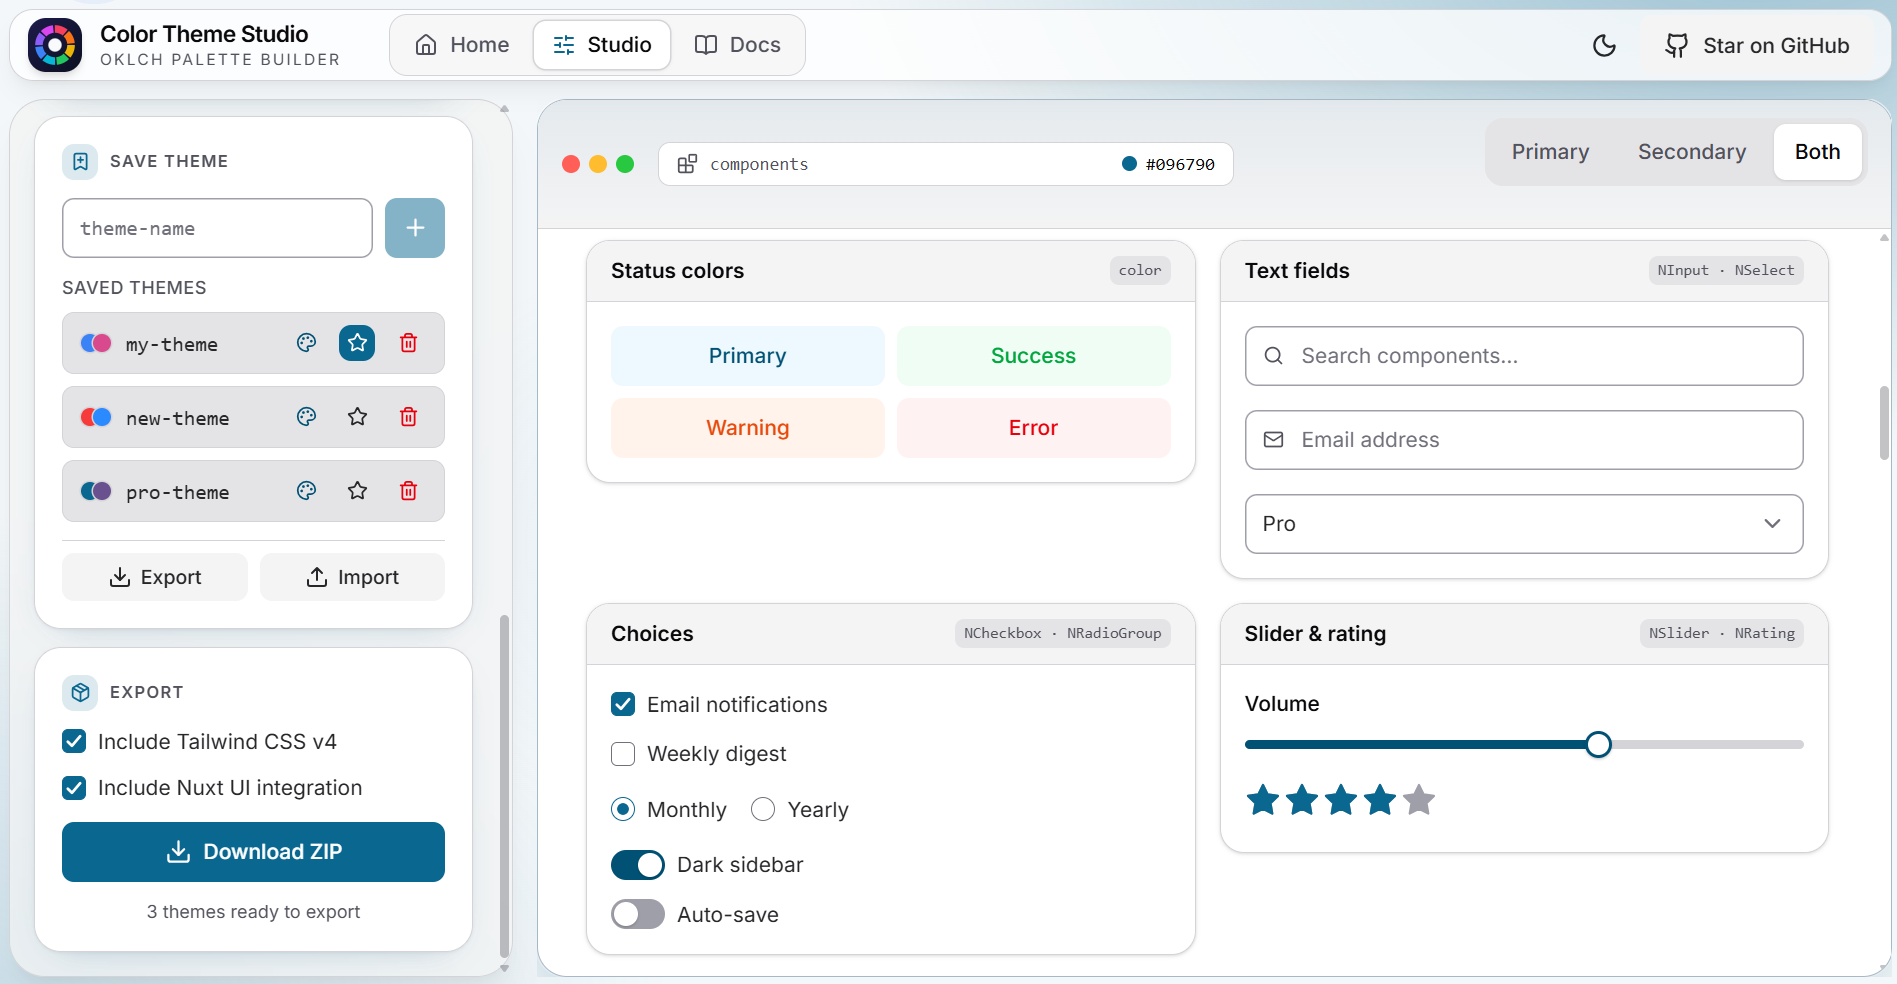 Color Theme Studio
OKLCH PALETTE BUILDER
Home
Studio
Docs
Star on GitHub
SAVE THEME
theme-name
SAVED THEMES
my-theme
new-theme
pro-theme
Export
Import
EXPORT
Include Tailwind CSS v4
Include Nuxt UI integration
Download ZIP
3 themes ready to export
components
#096790
Primary
Secondary
Both
Status colors
color
Primary
Success
Warning
Error
Text fields
NInput · NSelect
Search components...
Email address
Pro
Choices
NCheckbox · NRadioGroup
Email notifications
Weekly digest
Monthly
Yearly
Dark sidebar
Auto-save
Slider & rating
NSlider · NRating
Volume